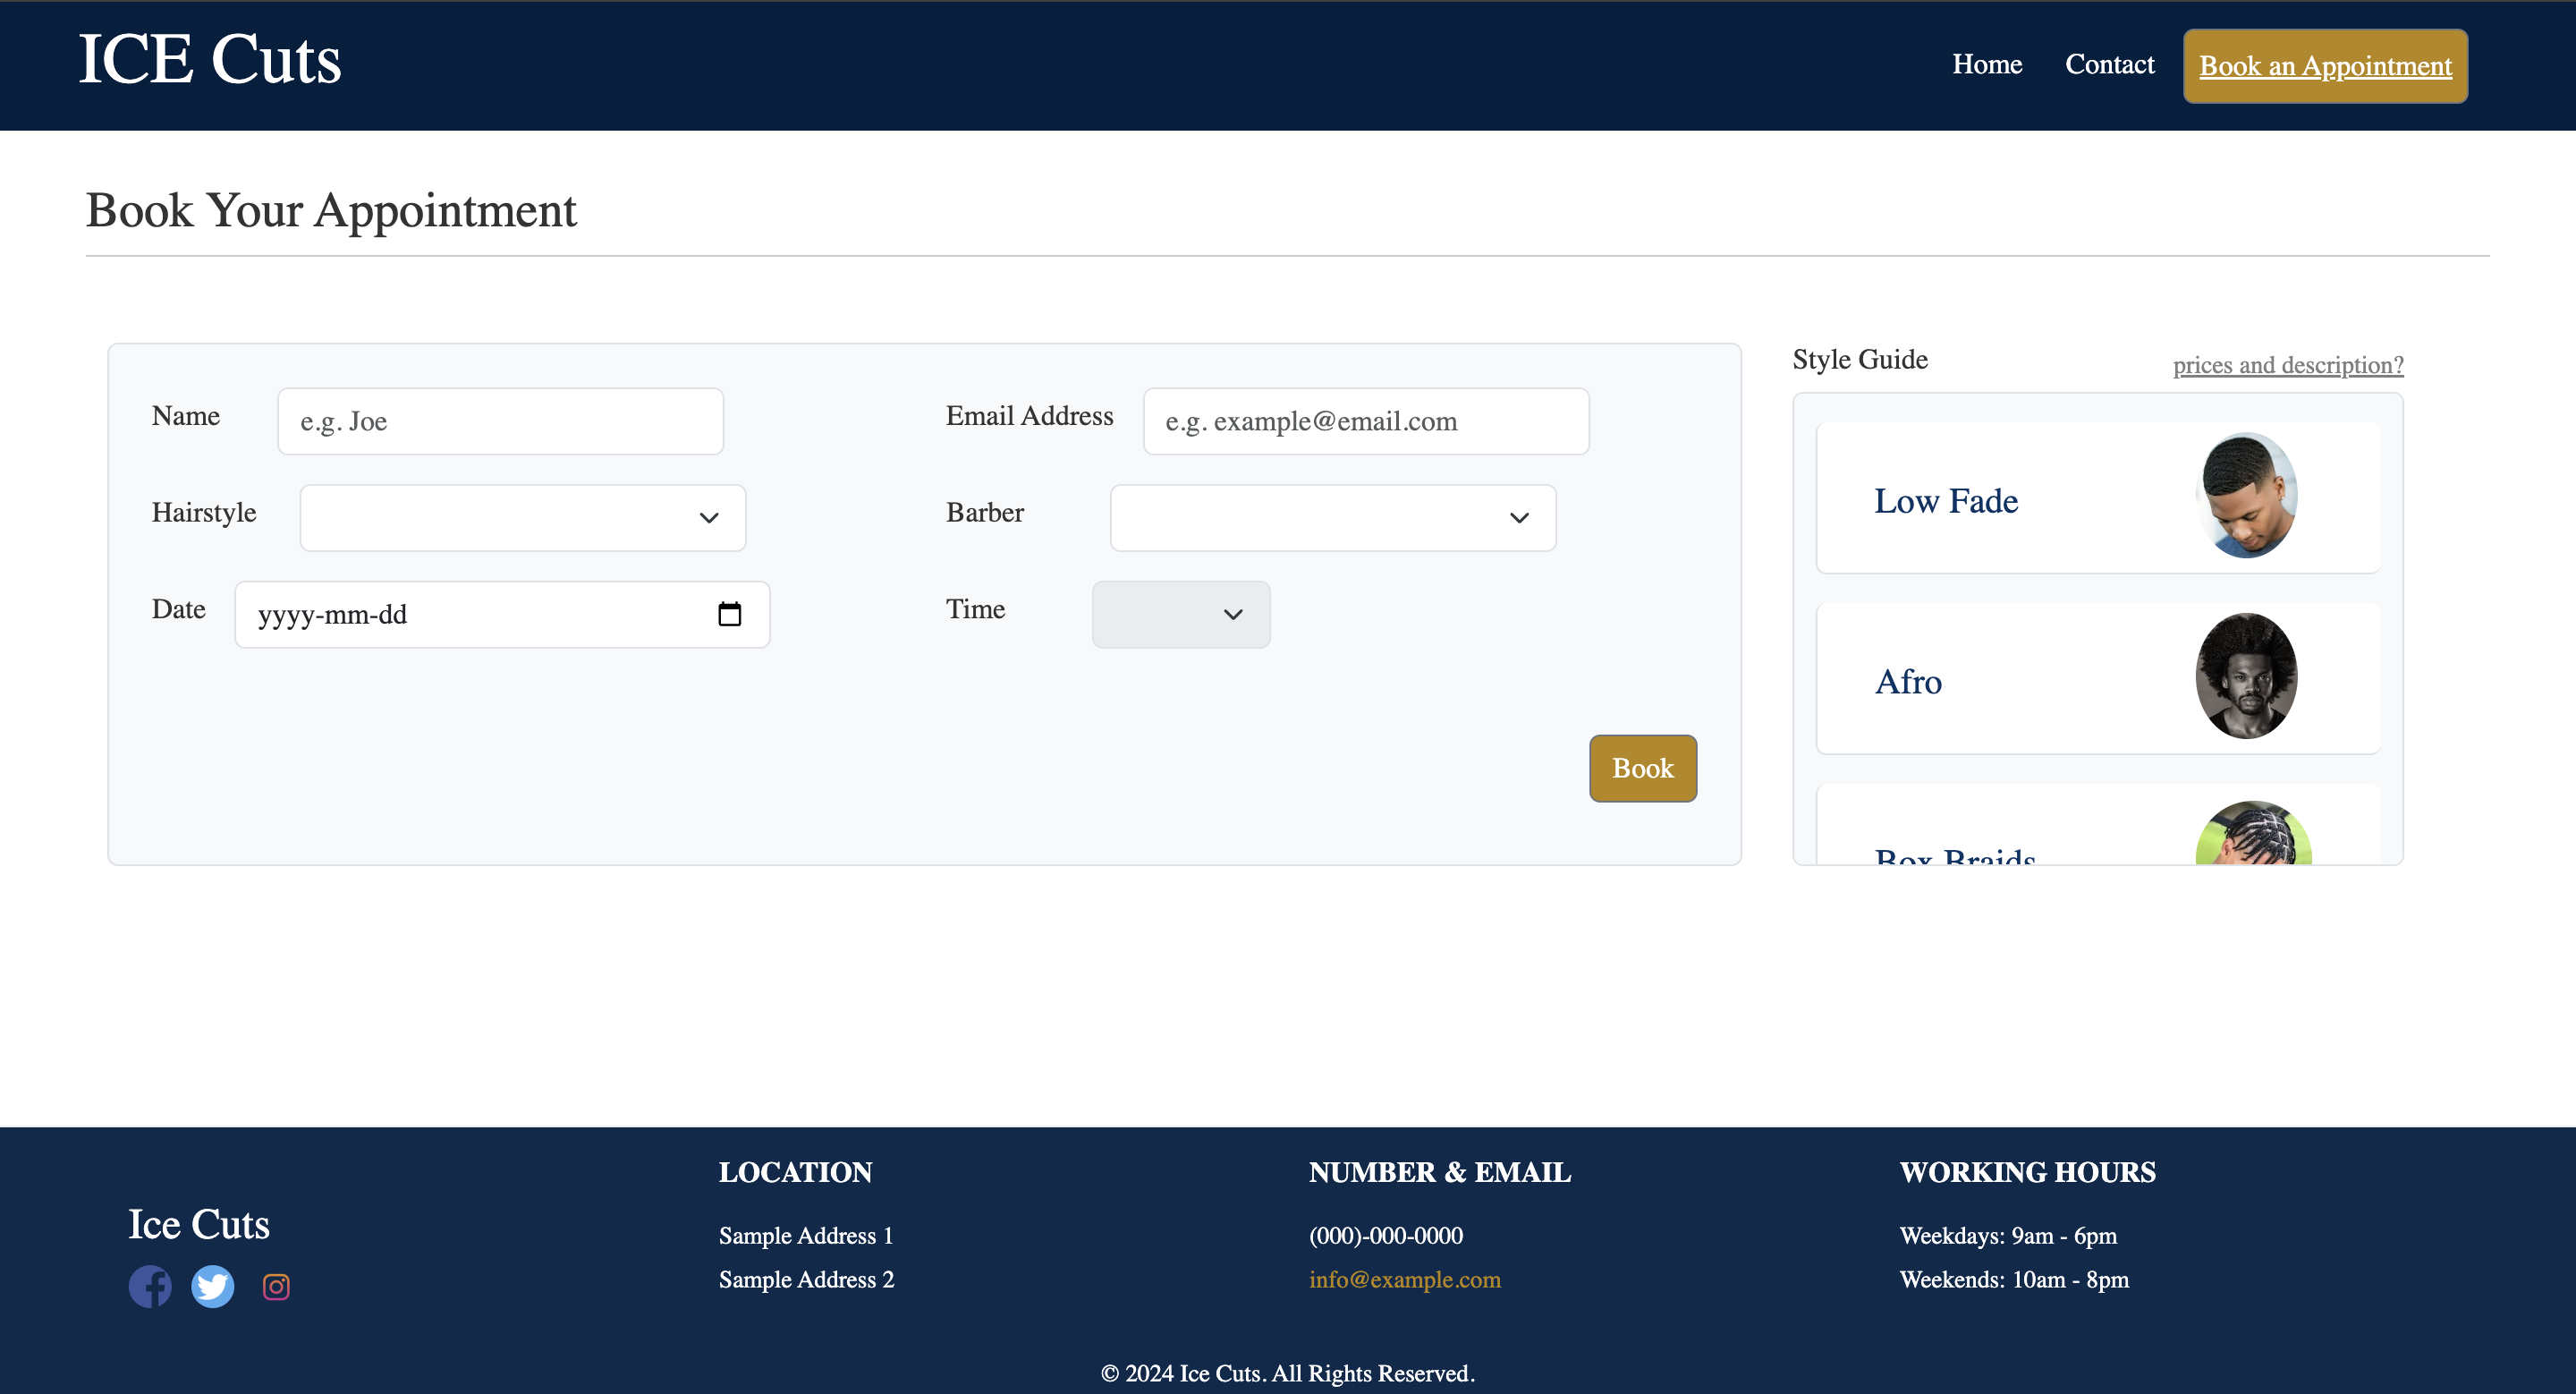 ICE Cuts
Home Contact Book an Appointment
Book Your Appointment
Name e.g. Joe Email Address e.g. example@email.com
Hairstyle Barber
Date yyyy-mm-dd Time
Book
Style Guide prices and description?
Low Fade
Afro
Box Braids
Ice Cuts
LOCATION
Sample Address 1
Sample Address 2
NUMBER & EMAIL
(000)-000-0000
info@example.com
WORKING HOURS
Weekdays: 9am - 6pm
Weekends: 10am - 8pm
© 2024 Ice Cuts. All Rights Reserved.